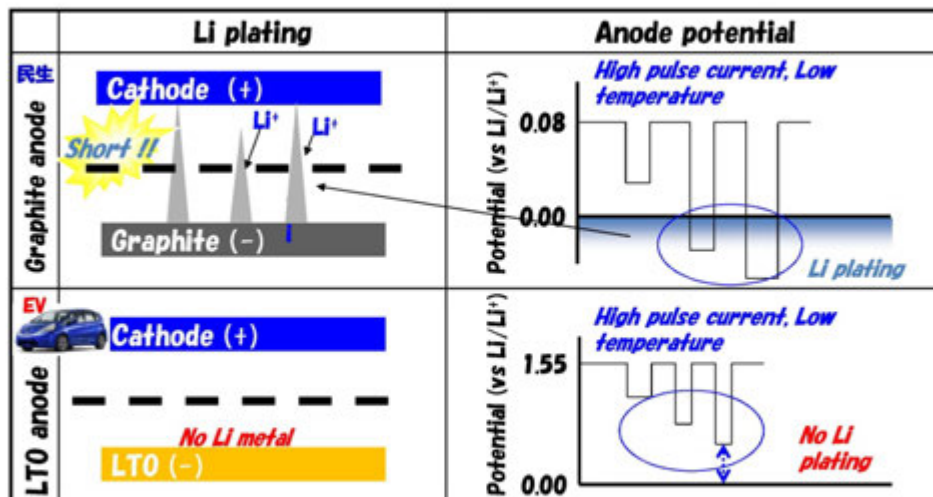 Li plating
Anode potential
民生
Graphite anode
Cathode (+)
Li⁺
Li⁺
Short !!
Graphite (-)
i
High pulse current, Low
temperature
Potential (vs Li/Li⁺)
0.08
0.00
Li plating
EV
LTO anode
Cathode (+)
No Li metal
LTO (-)
High pulse current, Low
temperature
Potential (vs Li/Li⁺)
1.55
0.00
No Li
plating